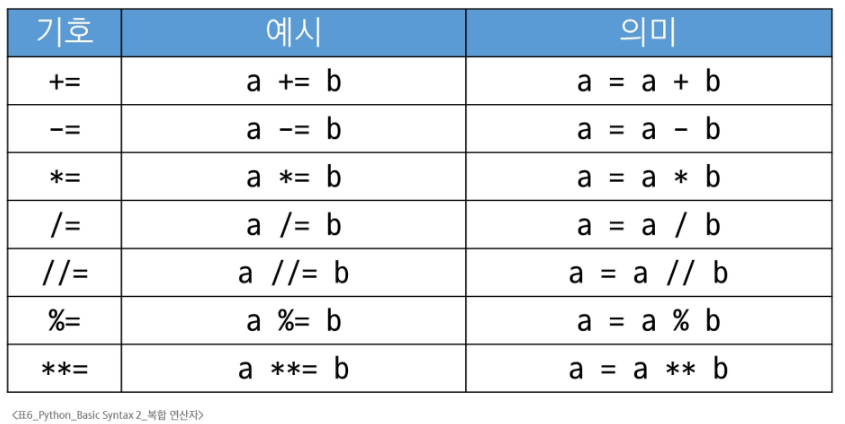 기호 예시 의미
+= a += b a = a + b
-= a -= b a = a - b
*= a *= b a = a * b
/= a /= b a = a / b
//= a //= b a = a // b
%= a %= b a = a % b
**= a **= b a = a ** b
<표6_Python_Basic Syntax 2_복합 연산자>